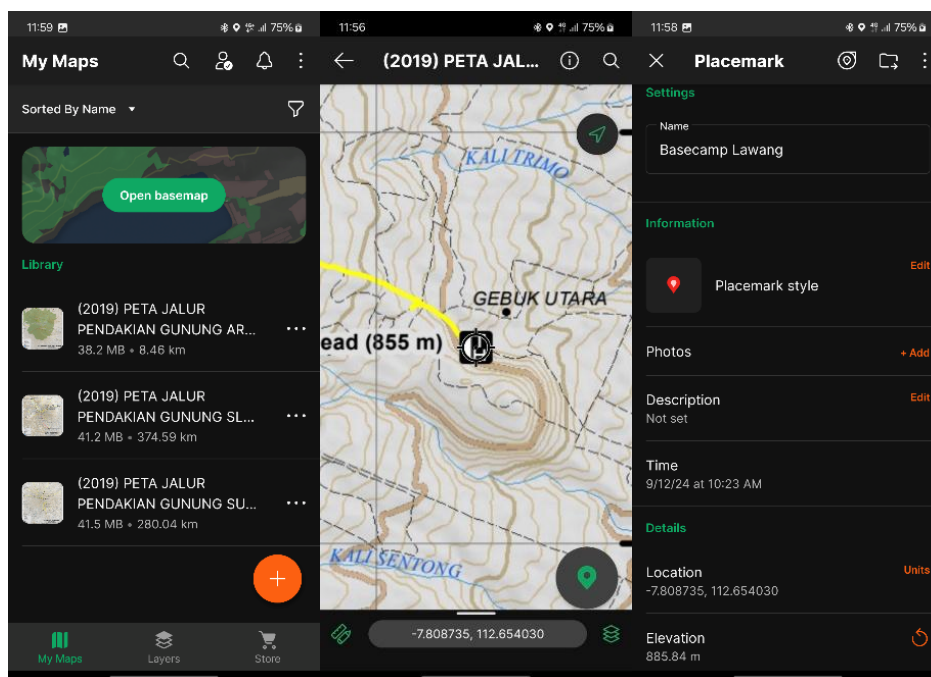 11:59
75%
My Maps
Sorted By Name
Open basemap
Library
(2019) PETA JALUR
PENDAKIAN GUNUNG AR...
38.2 MB • 8.46 km
(2019) PETA JALUR
PENDAKIAN GUNUNG SL...
41.2 MB • 374.59 km
(2019) PETA JALUR
PENDAKIAN GUNUNG SU...
41.5 MB • 280.04 km
My Maps
Layers
Store
11:56
75%
(2019) PETA JAL...
KALI TRIMO
GEBUK UTARA
ead (855 m)
KALI SENTONG
-7.808735, 112.654030
11:58
75%
Placemark
Settings
Name
Basecamp Lawang
Information
Edit
Placemark style
Photos
+ Add
Description
Edit
Not set
Time
9/12/24 at 10:23 AM
Details
Location
Units
-7.808735, 112.654030
Elevation
885.84 m